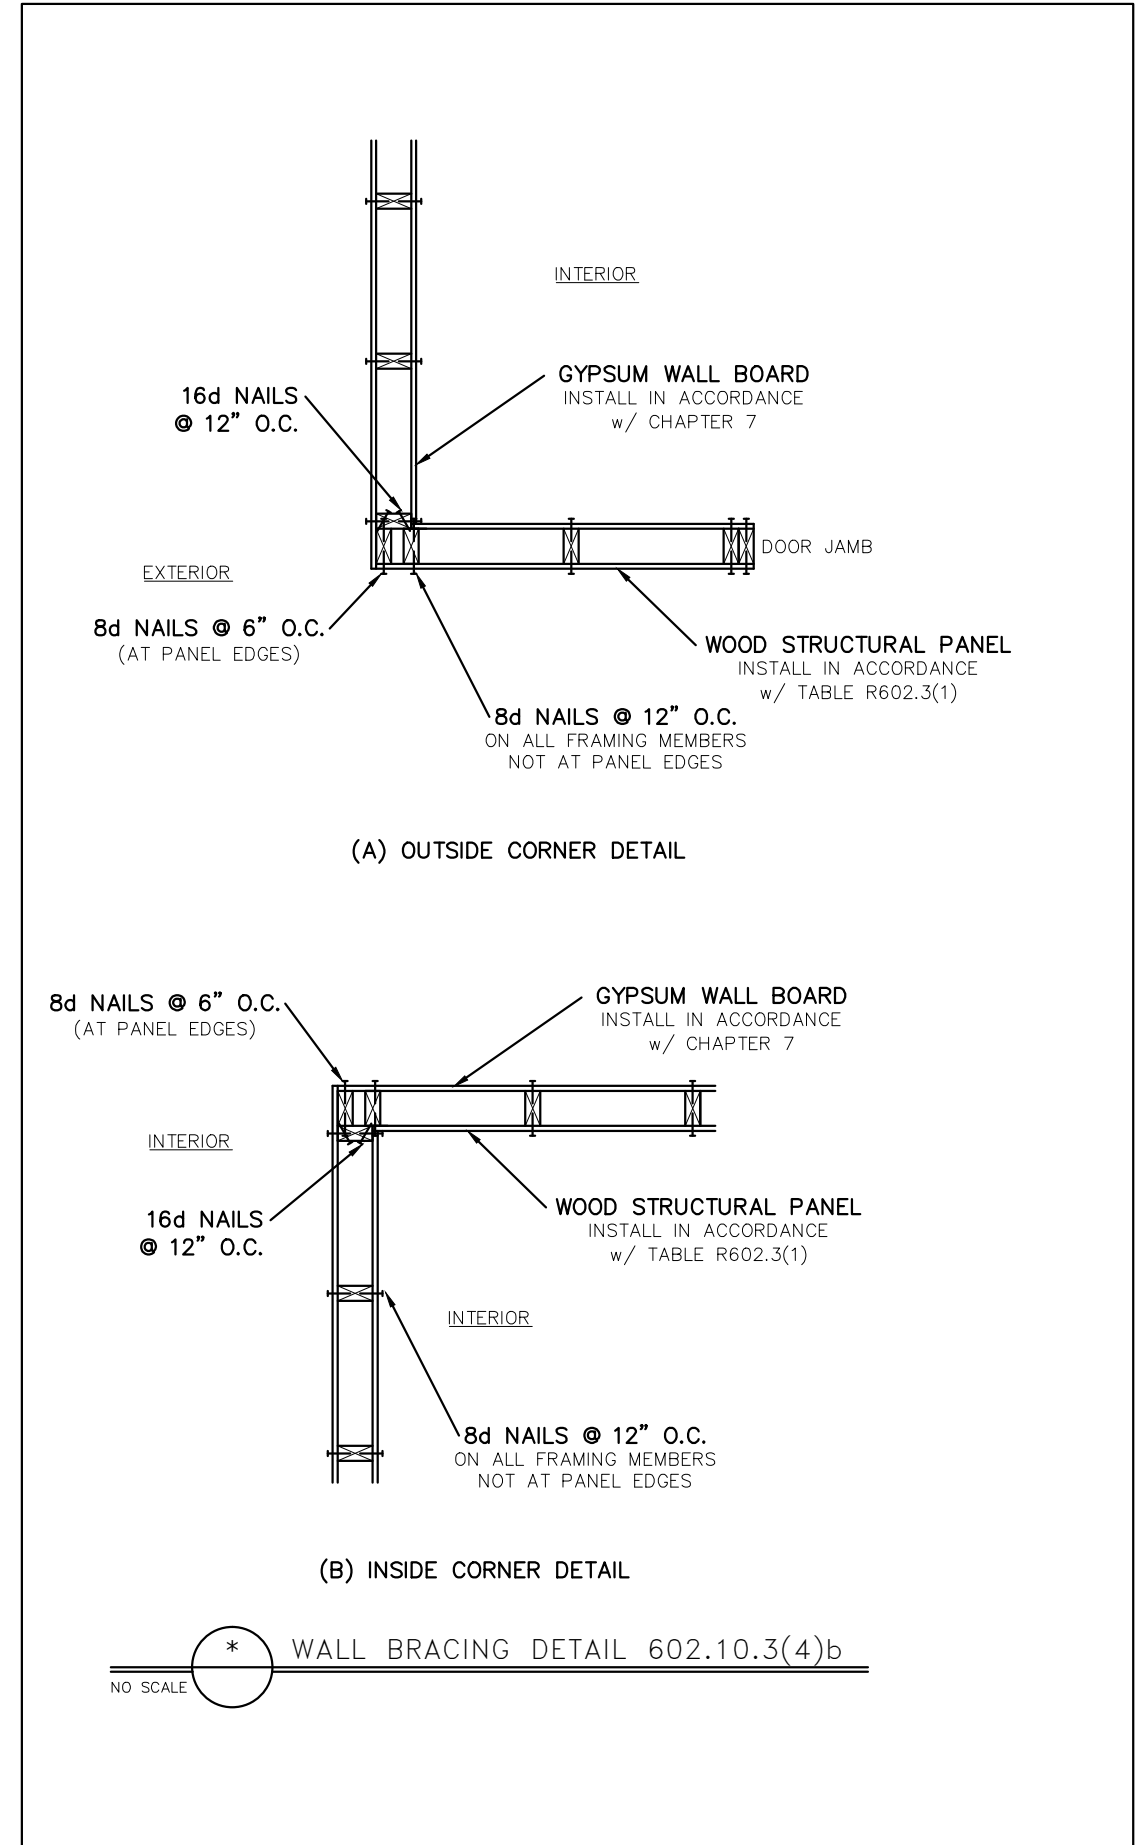 INTERIOR
GYPSUM WALL BOARD
INSTALL IN ACCORDANCE
w/ CHAPTER 7
16d NAILS
@ 12" O.C.
DOOR JAMB
EXTERIOR
8d NAILS @ 6" O.C.
(AT PANEL EDGES)
WOOD STRUCTURAL PANEL
INSTALL IN ACCORDANCE
w/ TABLE R602.3(1)
8d NAILS @ 12" O.C.
ON ALL FRAMING MEMBERS
NOT AT PANEL EDGES
(A) OUTSIDE CORNER DETAIL
8d NAILS @ 6" O.C.
(AT PANEL EDGES)
GYPSUM WALL BOARD
INSTALL IN ACCORDANCE
w/ CHAPTER 7
INTERIOR
16d NAILS
@ 12" O.C.
WOOD STRUCTURAL PANEL
INSTALL IN ACCORDANCE
w/ TABLE R602.3(1)
INTERIOR
8d NAILS @ 12" O.C.
ON ALL FRAMING MEMBERS
NOT AT PANEL EDGES
(B) INSIDE CORNER DETAIL
* WALL BRACING DETAIL 602.10.3(4)b
NO SCALE